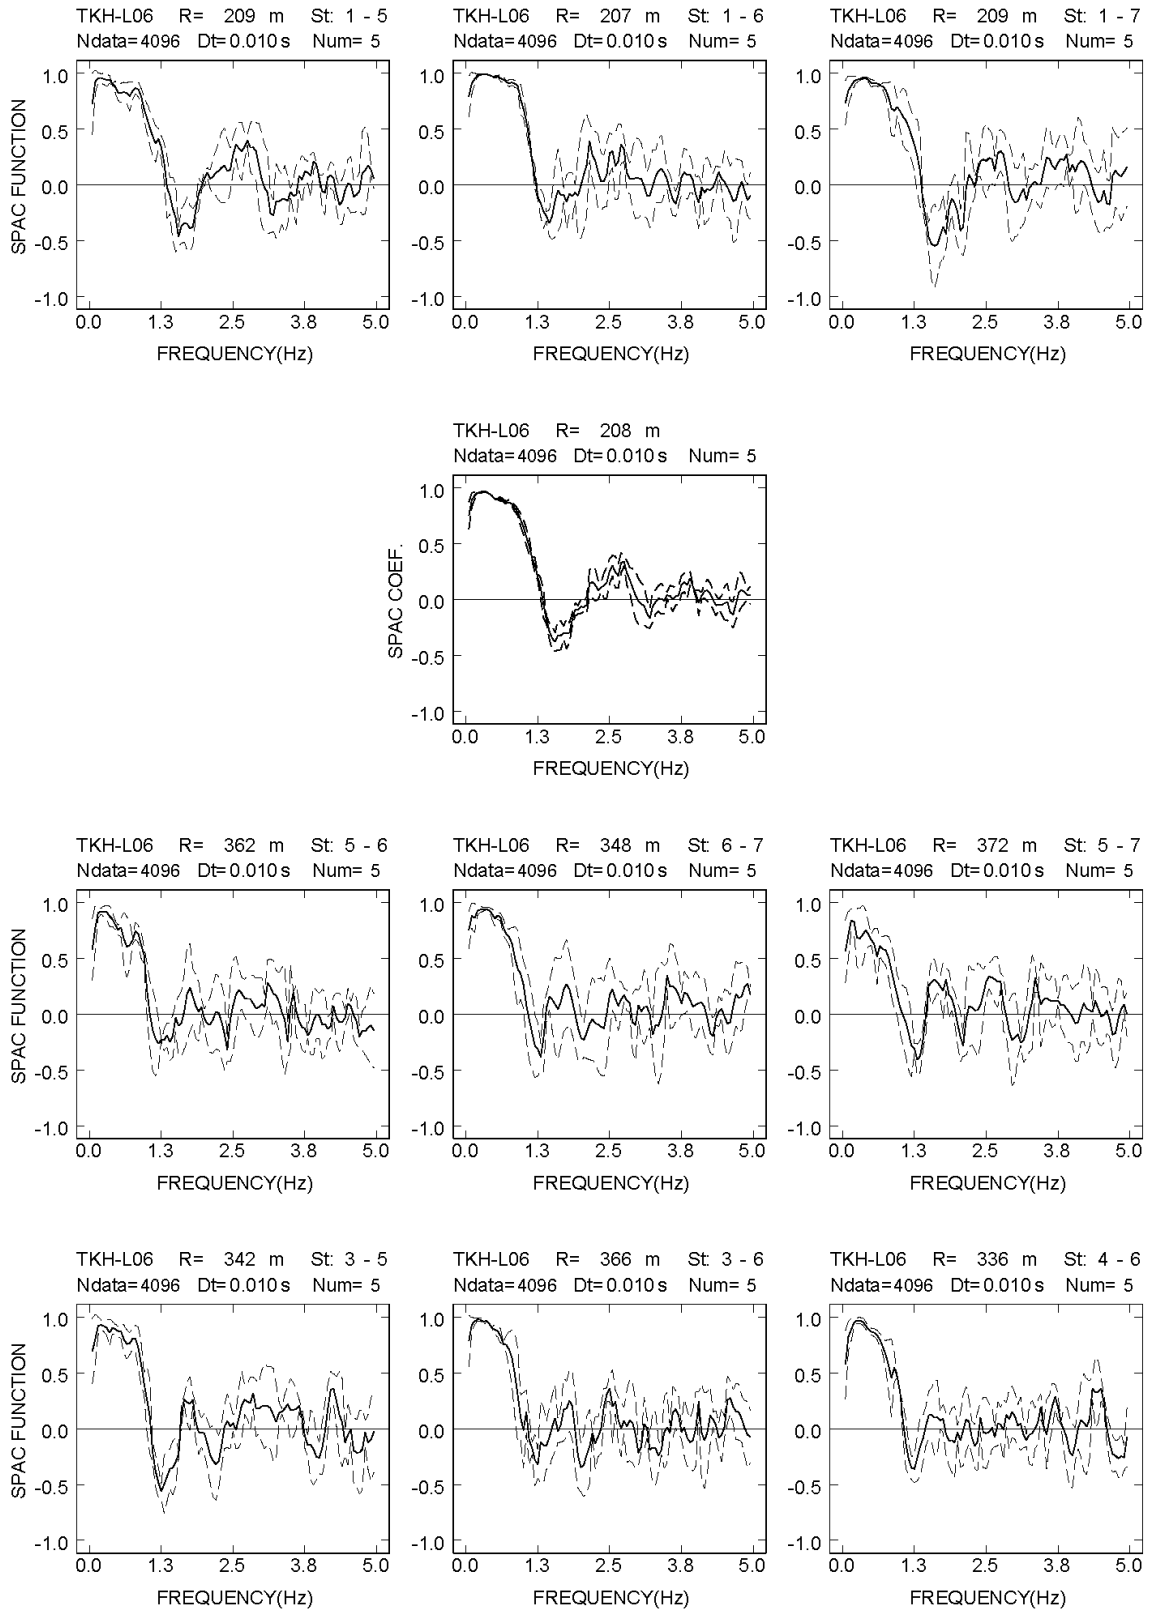 TKH-L06 R= 209 m St: 1 - 5
Ndata=4096 Dt=0.010 s Num= 5
SPAC FUNCTION
1.0
0.5
0.0
-0.5
-1.0
0.0 1.3 2.5 3.8 5.0
FREQUENCY(Hz)
TKH-L06 R= 207 m St: 1 - 6
Ndata=4096 Dt=0.010 s Num= 5
1.0
0.5
0.0
-0.5
-1.0
0.0 1.3 2.5 3.8 5.0
FREQUENCY(Hz)
TKH-L06 R= 209 m St: 1 - 7
Ndata=4096 Dt=0.010 s Num= 5
1.0
0.5
0.0
-0.5
-1.0
0.0 1.3 2.5 3.8 5.0
FREQUENCY(Hz)
TKH-L06 R= 208 m
Ndata=4096 Dt=0.010 s Num= 5
SPAC COEF.
1.0
0.5
0.0
-0.5
-1.0
0.0 1.3 2.5 3.8 5.0
FREQUENCY(Hz)
TKH-L06 R= 362 m St: 5 - 6
Ndata=4096 Dt=0.010 s Num= 5
SPAC FUNCTION
1.0
0.5
0.0
-0.5
-1.0
0.0 1.3 2.5 3.8 5.0
FREQUENCY(Hz)
TKH-L06 R= 348 m St: 6 - 7
Ndata=4096 Dt=0.010 s Num= 5
1.0
0.5
0.0
-0.5
-1.0
0.0 1.3 2.5 3.8 5.0
FREQUENCY(Hz)
TKH-L06 R= 372 m St: 5 - 7
Ndata=4096 Dt=0.010 s Num= 5
1.0
0.5
0.0
-0.5
-1.0
0.0 1.3 2.5 3.8 5.0
FREQUENCY(Hz)
TKH-L06 R= 342 m St: 3 - 5
Ndata=4096 Dt=0.010 s Num= 5
SPAC FUNCTION
1.0
0.5
0.0
-0.5
-1.0
0.0 1.3 2.5 3.8 5.0
FREQUENCY(Hz)
TKH-L06 R= 366 m St: 3 - 6
Ndata=4096 Dt=0.010 s Num= 5
1.0
0.5
0.0
-0.5
-1.0
0.0 1.3 2.5 3.8 5.0
FREQUENCY(Hz)
TKH-L06 R= 336 m St: 4 - 6
Ndata=4096 Dt=0.010 s Num= 5
1.0
0.5
0.0
-0.5
-1.0
0.0 1.3 2.5 3.8 5.0
FREQUENCY(Hz)